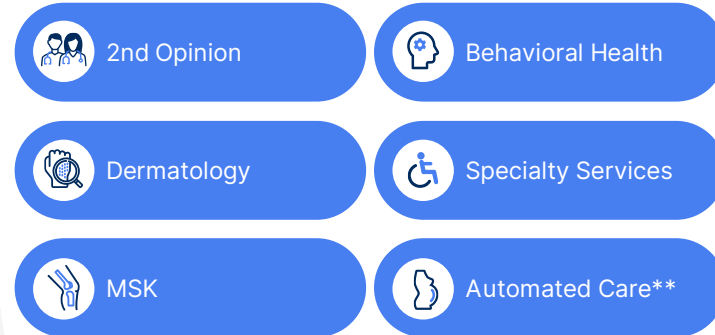 2nd Opinion
Behavioral Health
Dermatology
Specialty Services
MSK
Automated Care**